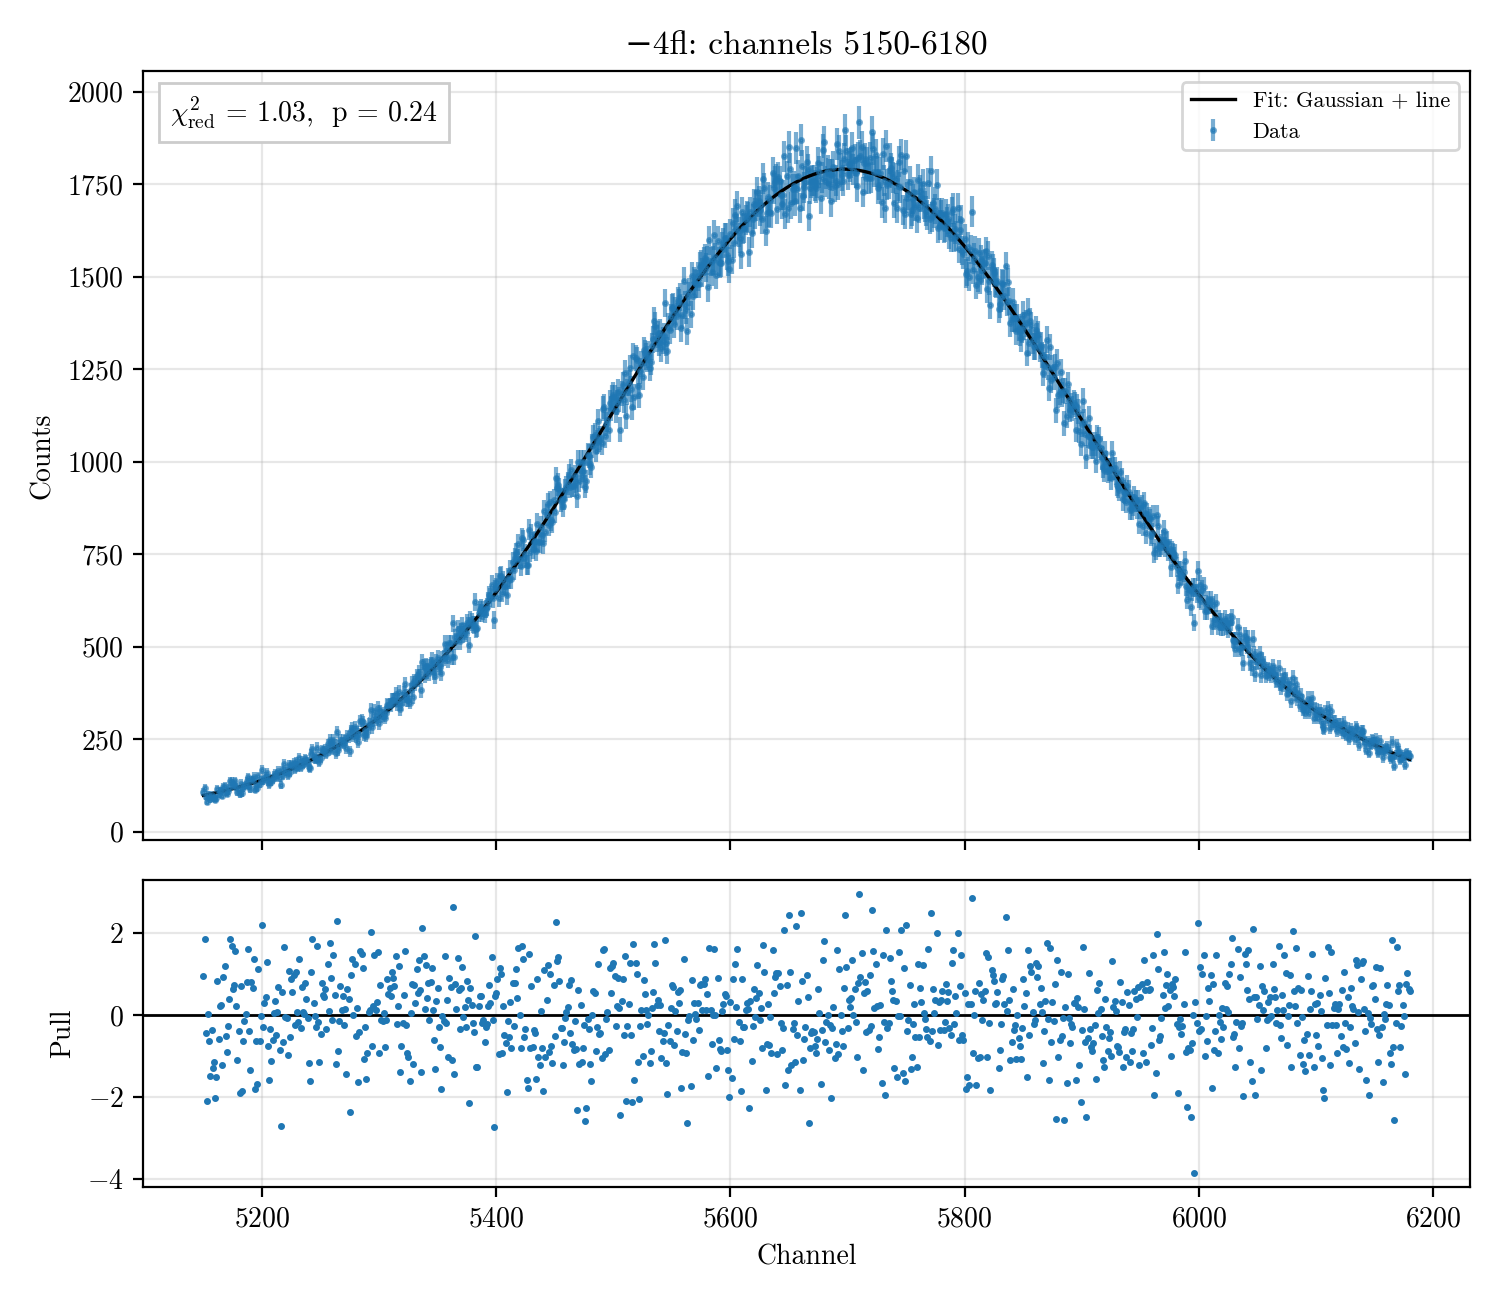 −4fl: channels 5150-6180
χ²red = 1.03, p = 0.24
Fit: Gaussian + line
Data
2000
1750
1500
1250
1000
750
500
250
0
Counts
2
0
−2
−4
Pull
5200 5400 5600 5800 6000 6200
Channel